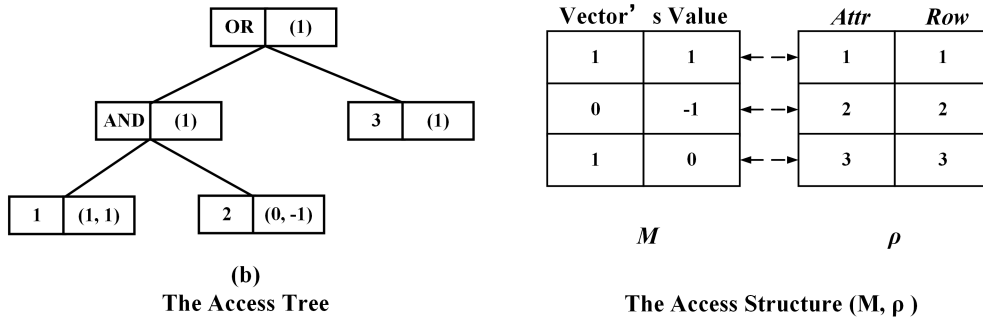 OR (1)
AND (1)
3 (1)
1 (1, 1)
2 (0, -1)
(b)
The Access Tree
Vector’ s Value
1 1
0 -1
1 0
M
Attr Row
1 1
2 2
3 3
ρ
The Access Structure (M, ρ )